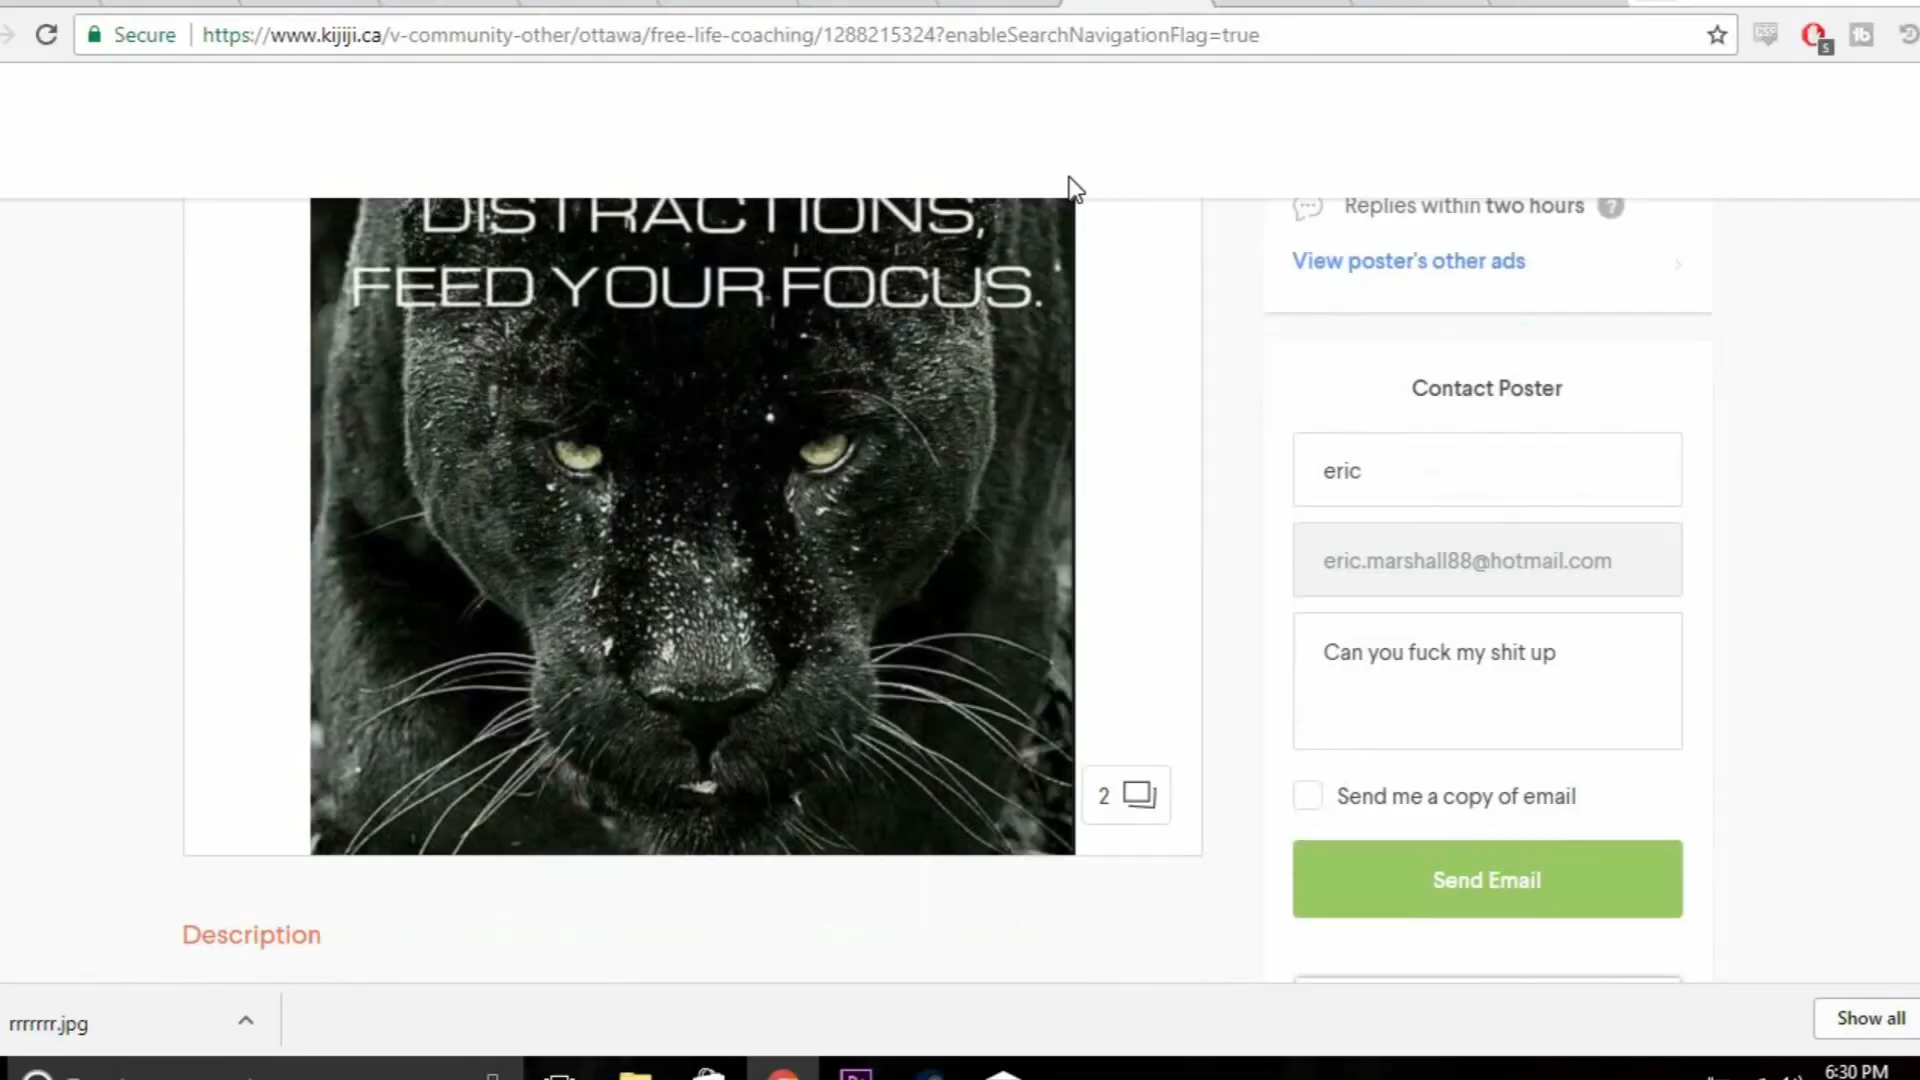 Secure
https://www.kijiji.ca/v-community-other/ottawa/free-life-coaching/1288215324?enableSearchNavigationFlag=true
DISTRACTIONS,
FEED YOUR FOCUS.
2
Description
Replies within two hours ?
View poster's other ads
Contact Poster
eric
eric.marshall88@hotmail.com
Can you fuck my shit up
Send me a copy of email
Send Email
rrrrrrr.jpg
Show all
6:30 PM